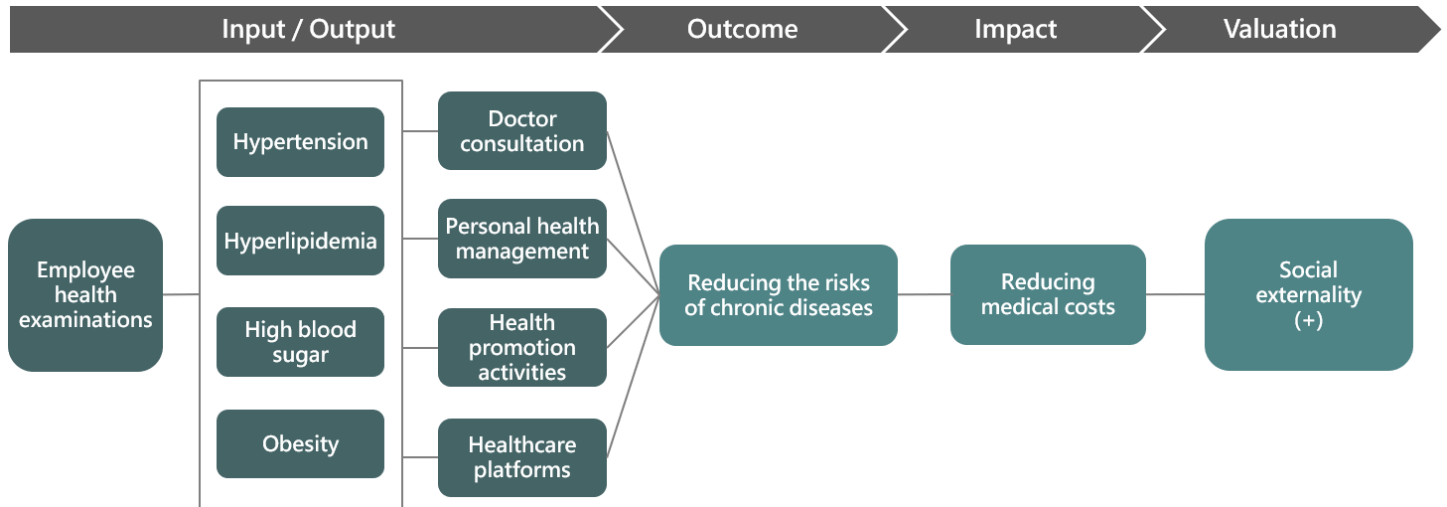 Input / Output
Outcome
Impact
Valuation
Employee
health
examinations
Hypertension
Hyperlipidemia
High blood
sugar
Obesity
Doctor
consultation
Personal health
management
Health
promotion
activities
Healthcare
platforms
Reducing the risks
of chronic diseases
Reducing
medical costs
Social
externality
(+)